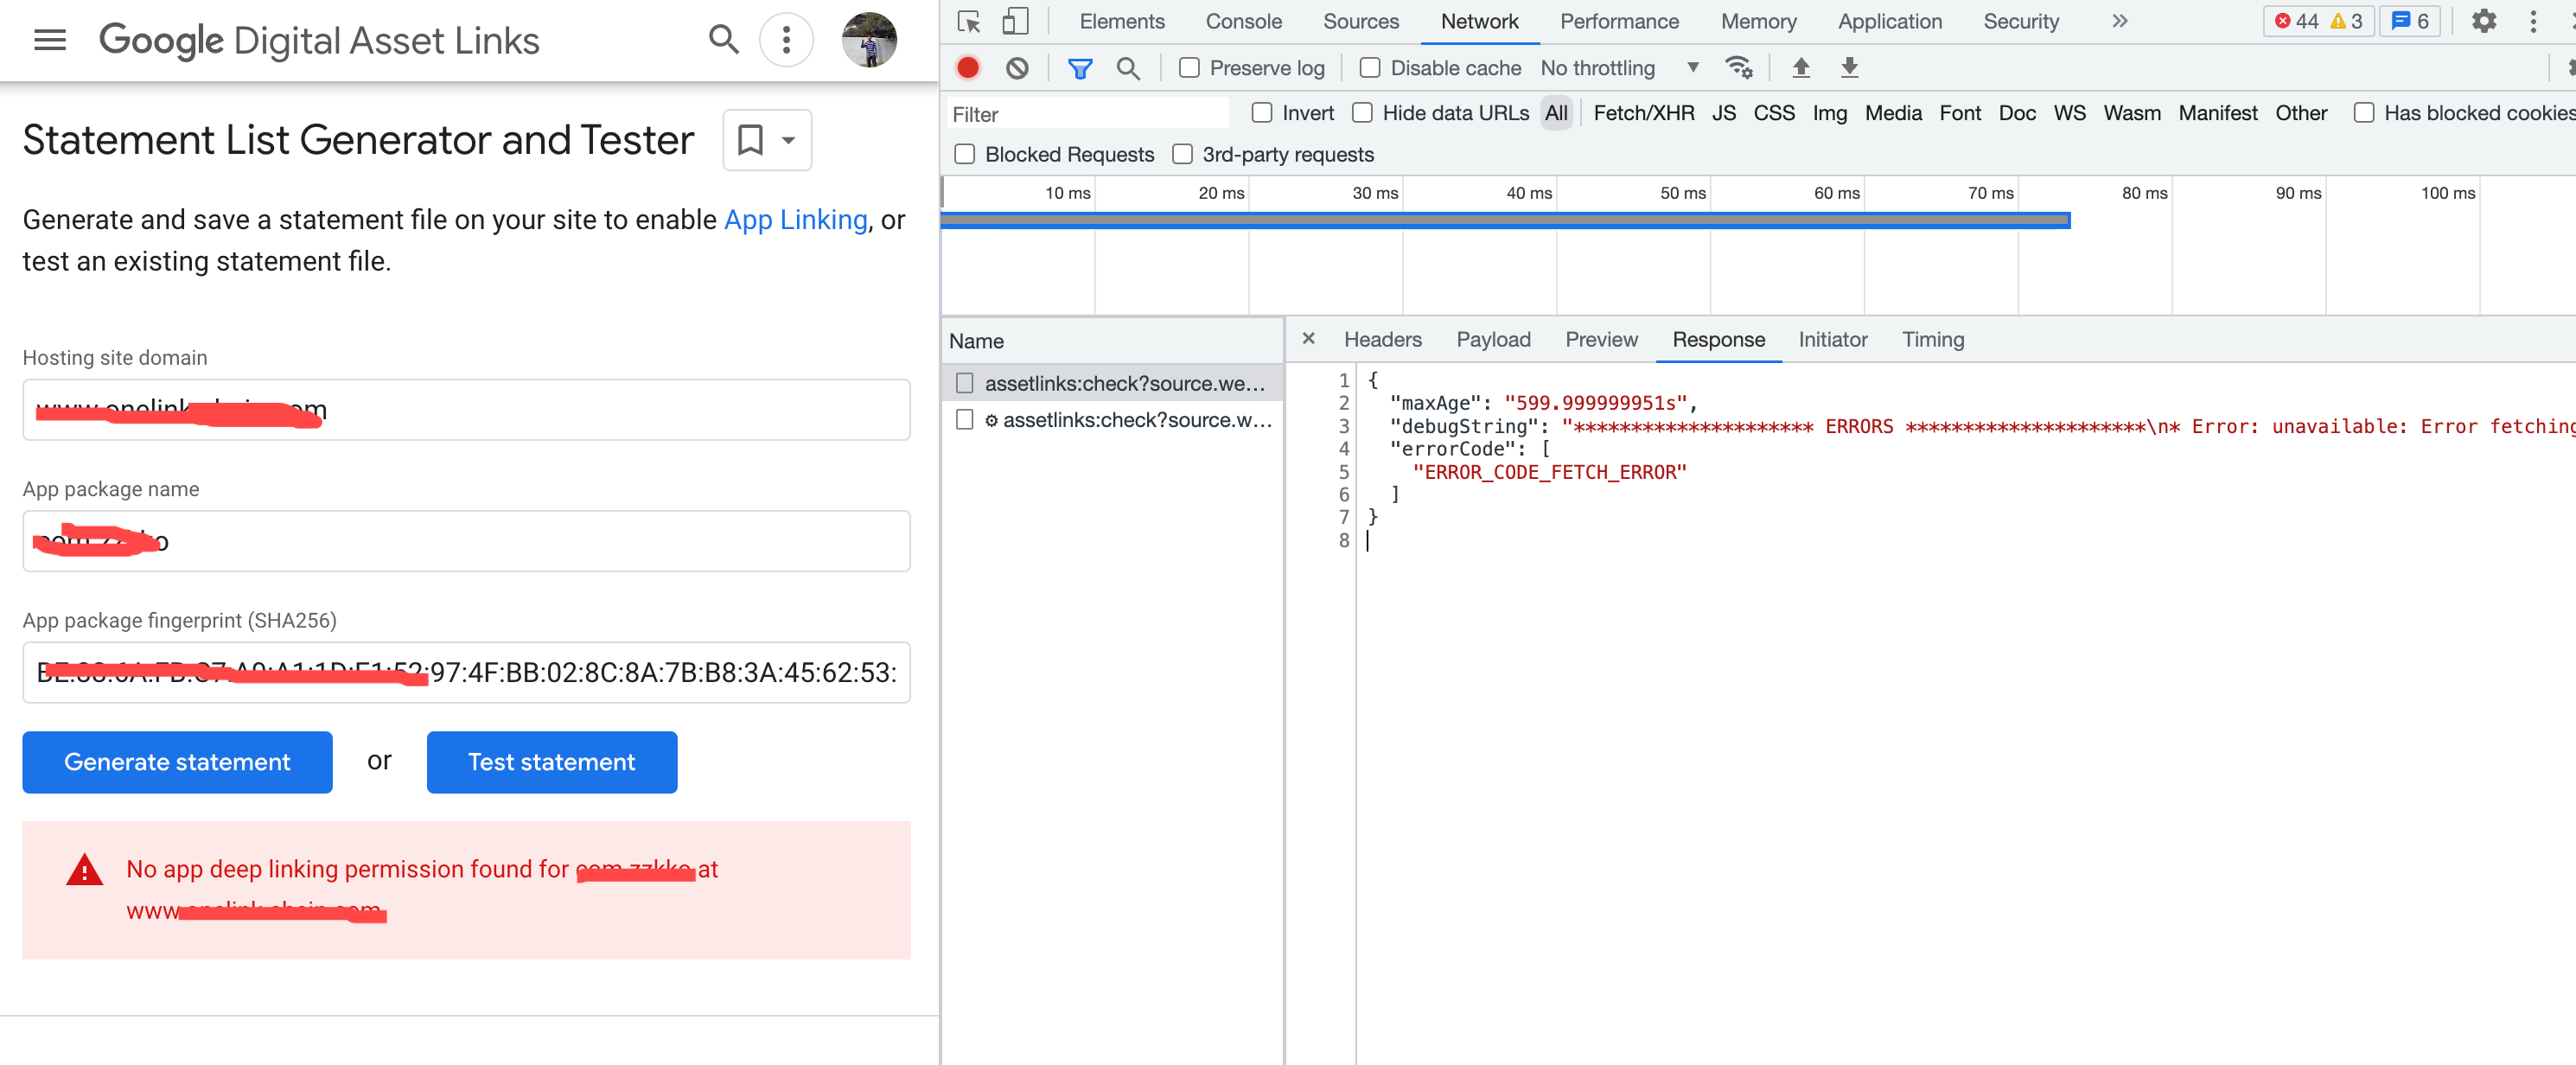 Google Digital Asset Links
Statement List Generator and Tester
Generate and save a statement file on your site to enable App Linking, or
test an existing statement file.
Hosting site domain
App package name
App package fingerprint (SHA256)
97:4F:BB:02:8C:8A:7B:B8:3A:45:62:53:
Generate statement
or
Test statement
No app deep linking permission found for at
www
Elements Console Sources Network Performance Memory Application Security » 44 3 6
Preserve log Disable cache No throttling
Filter Invert Hide data URLs All Fetch/XHR JS CSS Img Media Font Doc WS Wasm Manifest Other Has blocked cookies
Blocked Requests 3rd-party requests
10 ms 20 ms 30 ms 40 ms 50 ms 60 ms 70 ms 80 ms 90 ms 100 ms
Name
assetlinks:check?source.we...
assetlinks:check?source.w...
× Headers Payload Preview Response Initiator Timing
1 {
2 "maxAge": "599.999999951s",
3 "debugString": "********************* ERRORS *********************\n* Error: unavailable: Error fetching
4 "errorCode": [
5 "ERROR_CODE_FETCH_ERROR"
6 ]
7 }
8